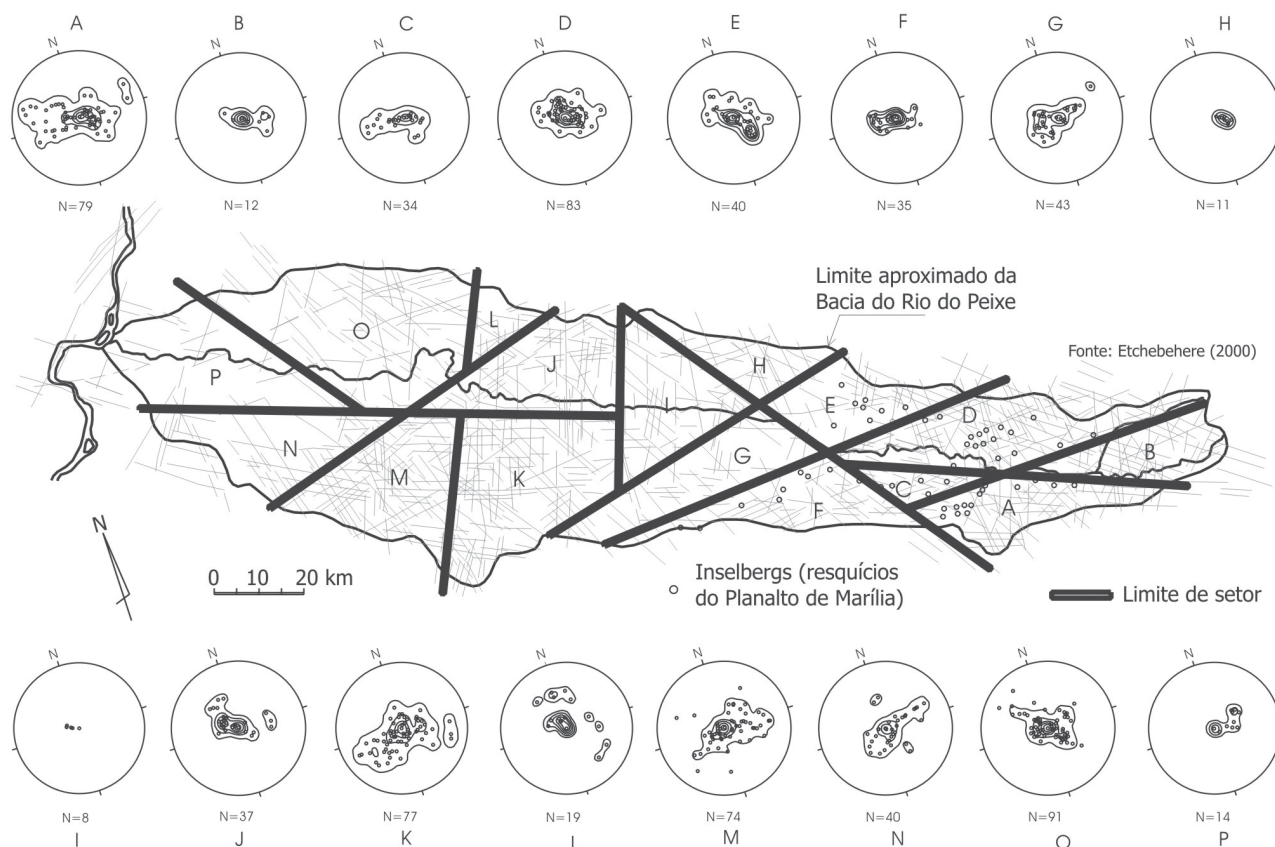 A B C D E F G H
N N N N N N N N
N=79 N=12 N=34 N=83 N=40 N=35 N=43 N=11
Limite aproximado da
Bacia do Rio do Peixe
Fonte: Etchebehere (2000)
O L J H I E D B
P N M K G F C A
N
0 10 20 km
Inselbergs (resquícios
do Planalto de Marília)
Limite de setor
N N N N N N N N
N=8 N=37 N=77 N=19 N=74 N=40 N=91 N=14
I J K L M N O P